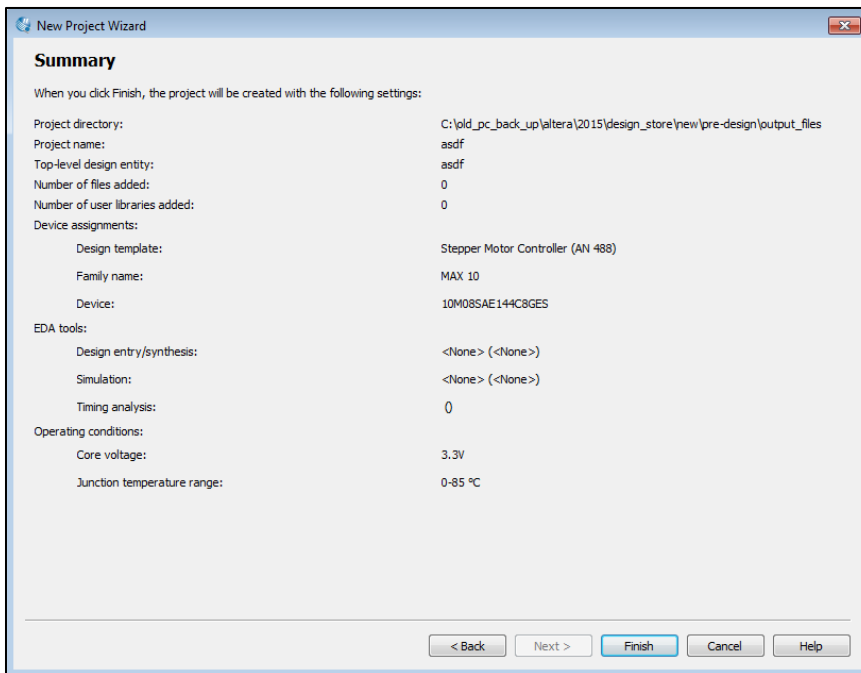 New Project Wizard
Summary
When you click Finish, the project will be created with the following settings:
Project directory: C:\old_pc_back_up\altera\2015\design_store\new\pre-design\output_files
Project name: asdf
Top-level design entity: asdf
Number of files added: 0
Number of user libraries added: 0
Device assignments:
Design template: Stepper Motor Controller (AN 488)
Family name: MAX 10
Device: 10M08SAE144C8GES
EDA tools:
Design entry/synthesis: <None> (<None>)
Simulation: <None> (<None>)
Timing analysis: ()
Operating conditions:
Core voltage: 3.3V
Junction temperature range: 0-85 ºC
< Back Next > Finish Cancel Help